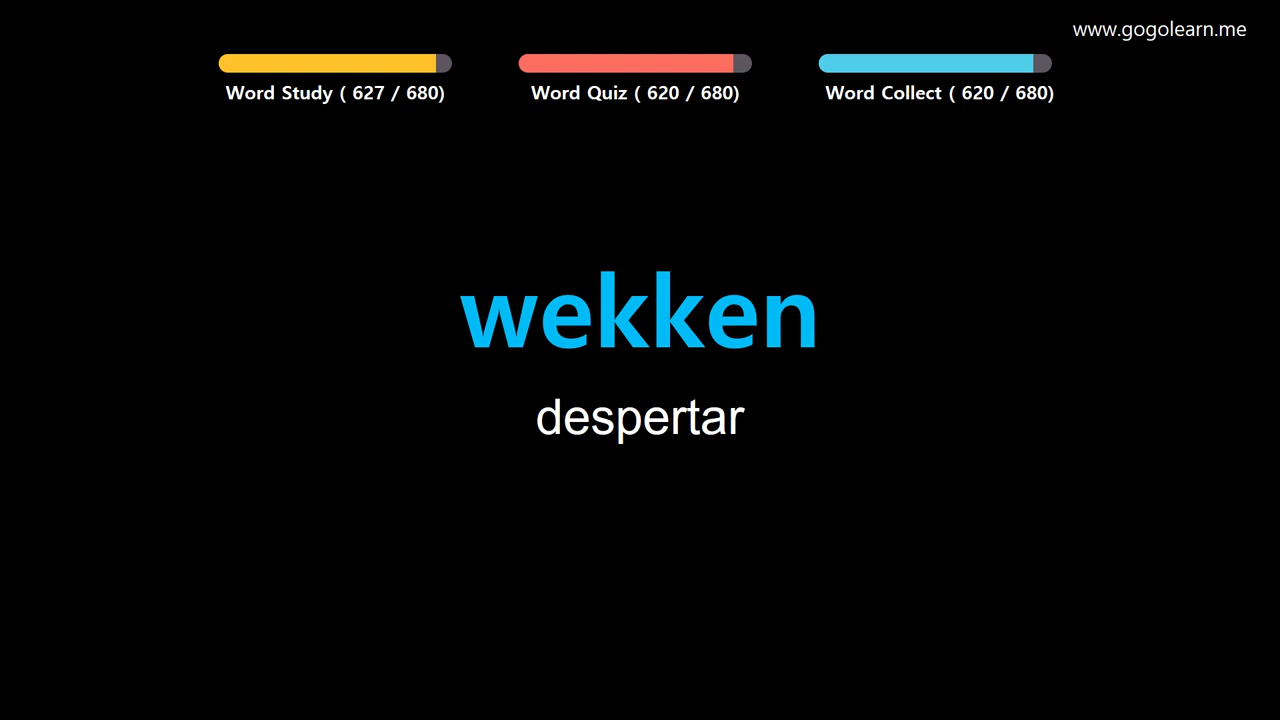 www.gogolearn.me
Word Study ( 627 / 680)
Word Quiz ( 620 / 680)
Word Collect ( 620 / 680)
wekken
despertar